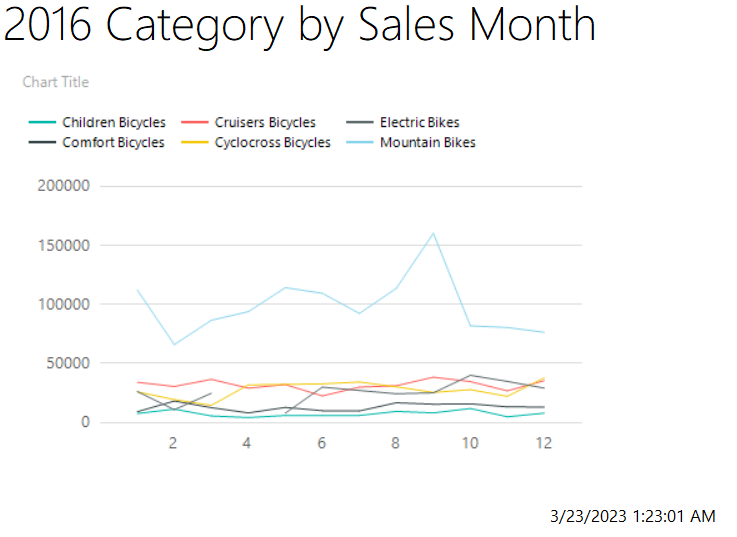 2016 Category by Sales Month
Chart Title
Children Bicycles Cruisers Bicycles Electric Bikes
Comfort Bicycles Cyclocross Bicycles Mountain Bikes
200000
150000
100000
50000
0
2 4 6 8 10 12
3/23/2023 1:23:01 AM